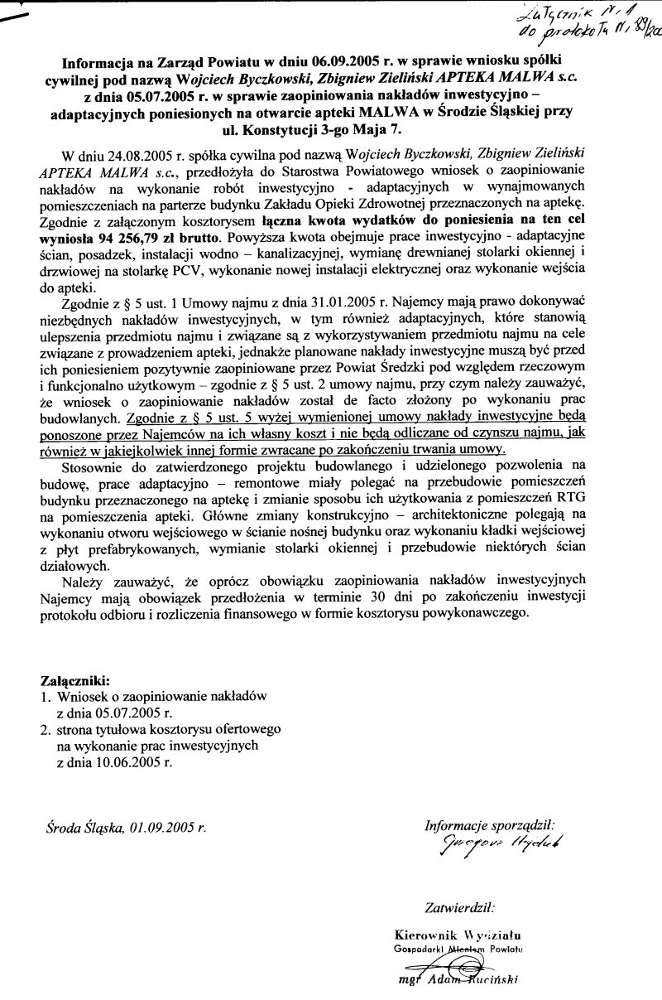 Załącznik Nr 1
do protokołu Nr 89/200
Informacja na Zarząd Powiatu w dniu 06.09.2005 r. w sprawie wniosku spółki
cywilnej pod nazwą Wojciech Byczkowski, Zbigniew Zieliński APTEKA MALWA s.c.
z dnia 05.07.2005 r. w sprawie zaopiniowania nakładów inwestycyjno –
adaptacyjnych poniesionych na otwarcie apteki MALWA w Środzie Śląskiej przy
ul. Konstytucji 3-go Maja 7.
W dniu 24.08.2005 r. spółka cywilna pod nazwą Wojciech Byczkowski, Zbigniew Zieliński
APTEKA MALWA s.c., przedłożyła do Starostwa Powiatowego wniosek o zaopiniowanie
nakładów na wykonanie robót inwestycyjno - adaptacyjnych w wynajmowanych
pomieszczeniach na parterze budynku Zakładu Opieki Zdrowotnej przeznaczonych na aptekę.
Zgodnie z załączonym kosztorysem łączna kwota wydatków do poniesienia na ten cel
wyniosła 94 256,79 zł brutto. Powyższa kwota obejmuje prace inwestycyjno - adaptacyjne
ścian, posadzek, instalacji wodno – kanalizacyjnej, wymianę drewnianej stolarki okiennej i
drzwiowej na stolarkę PCV, wykonanie nowej instalacji elektrycznej oraz wykonanie wejścia
do apteki.
Zgodnie z § 5 ust. 1 Umowy najmu z dnia 31.01.2005 r. Najemcy mają prawo dokonywać
niezbędnych nakładów inwestycyjnych, w tym również adaptacyjnych, które stanowią
ulepszenia przedmiotu najmu i związane są z wykorzystywaniem przedmiotu najmu na cele
związane z prowadzeniem apteki, jednakże planowane nakłady inwestycyjne muszą być przed
ich poniesieniem pozytywnie zaopiniowane przez Powiat Średzki pod względem rzeczowym
i funkcjonalno użytkowym – zgodnie z § 5 ust. 2 umowy najmu, przy czym należy zauważyć,
że wniosek o zaopiniowanie nakładów został de facto złożony po wykonaniu prac
budowlanych. Zgodnie z § 5 ust. 5 wyżej wymienionej umowy nakłady inwestycyjne będą
ponoszone przez Najemców na ich własny koszt i nie będą odliczane od czynszu najmu, jak
również w jakiejkolwiek innej formie zwracane po zakończeniu trwania umowy.
Stosownie do zatwierdzonego projektu budowlanego i udzielonego pozwolenia na
budowę, prace adaptacyjno – remontowe miały polegać na przebudowie pomieszczeń
budynku przeznaczonego na aptekę i zmianie sposobu ich użytkowania z pomieszczeń RTG
na pomieszczenia apteki. Główne zmiany konstrukcyjno – architektoniczne polegają na
wykonaniu otworu wejściowego w ścianie nośnej budynku oraz wykonaniu kładki wejściowej
z płyt prefabrykowanych, wymianie stolarki okiennej i przebudowie niektórych ścian
działowych.
Należy zauważyć, że oprócz obowiązku zaopiniowania nakładów inwestycyjnych
Najemcy mają obowiązek przedłożenia w terminie 30 dni po zakończeniu inwestycji
protokołu odbioru i rozliczenia finansowego w formie kosztorysu powykonawczego.
Załączniki:
1. Wniosek o zaopiniowanie nakładów
z dnia 05.07.2005 r.
2. strona tytułowa kosztorysu ofertowego
na wykonanie prac inwestycyjnych
z dnia 10.06.2005 r.
Środa Śląska, 01.09.2005 r.
Informacje sporządził:
Grzegorz
Zatwierdził:
Kierownik Wydziału
Gospodarki Mieniem Powiatu
mgr Adam Ruciński